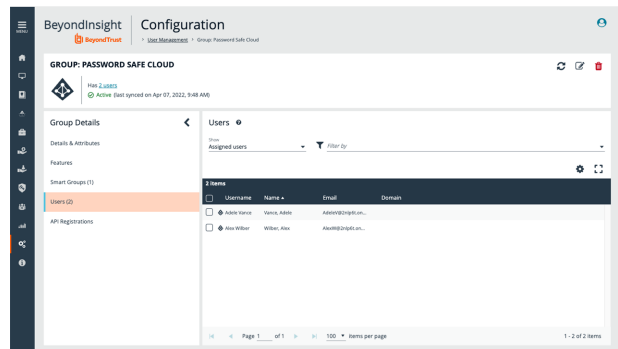 MENU
BeyondInsight
BeyondTrust
Configuration
> User Management > Group: Password Safe Cloud
GROUP: PASSWORD SAFE CLOUD
Has 2 users
Active (last synced on Apr 07, 2022, 9:48 AM)
Group Details
Details & Attributes
Features
Smart Groups (1)
Users (2)
API Registrations
Users
Show
Assigned users
Filter by
2 items
Username Name Email Domain
Adele Vance Vance, Adele AdeleV@2nlp6t.on...
Alex Wilber Wilber, Alex AlexW@2nlp6t.on...
Page 1 of 1 100 items per page
1 - 2 of 2 items